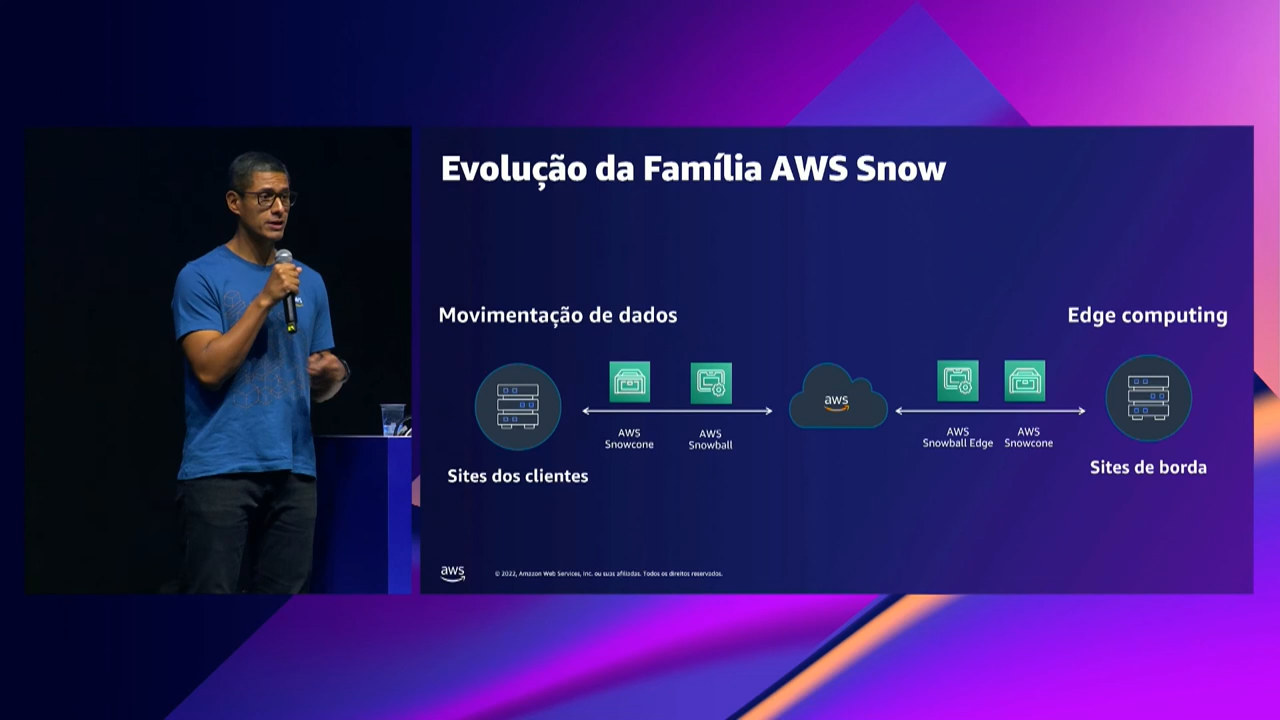 Evolução da Família AWS Snow
Movimentação de dados
Edge computing
aws
AWS
Snowcone
AWS
Snowball
AWS
Snowball Edge
AWS
Snowcone
Sites dos clientes
Sites de borda
aws
© 2022, Amazon Web Services, Inc. ou suas afiliadas. Todos os direitos reservados.